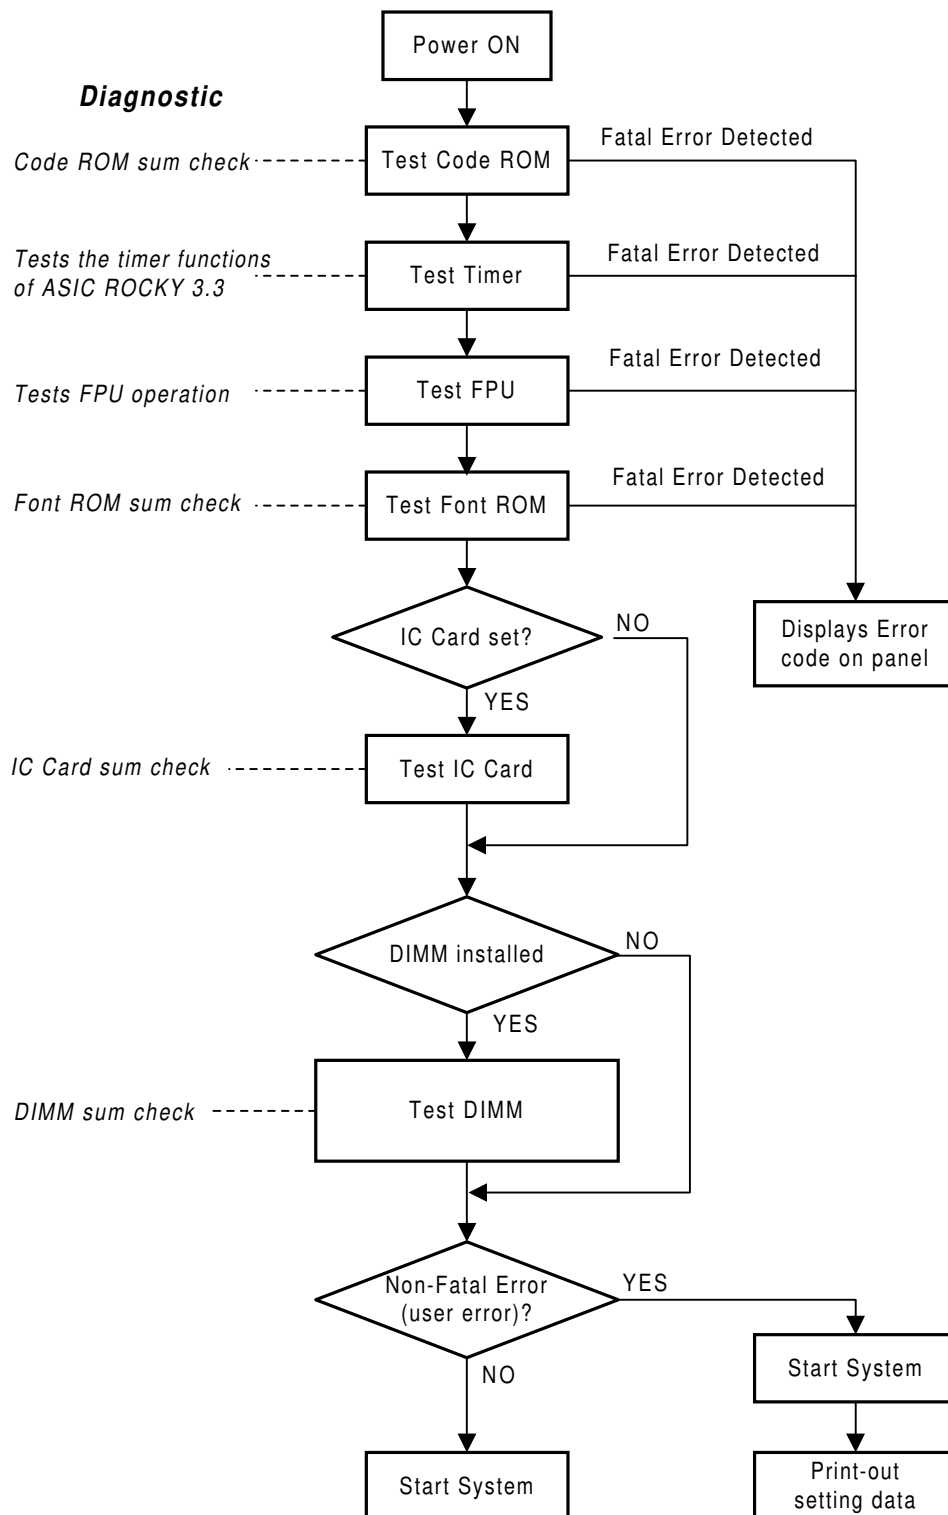 Power ON
Diagnostic
Code ROM sum check
Test Code ROM
Fatal Error Detected
Tests the timer functions
of ASIC ROCKY 3.3
Test Timer
Fatal Error Detected
Tests FPU operation
Test FPU
Fatal Error Detected
Font ROM sum check
Test Font ROM
Fatal Error Detected
IC Card set?
NO
Displays Error
code on panel
YES
IC Card sum check
Test IC Card
DIMM installed
NO
YES
DIMM sum check
Test DIMM
Non-Fatal Error
(user error)?
YES
NO
Start System
Start System
Print-out
setting data